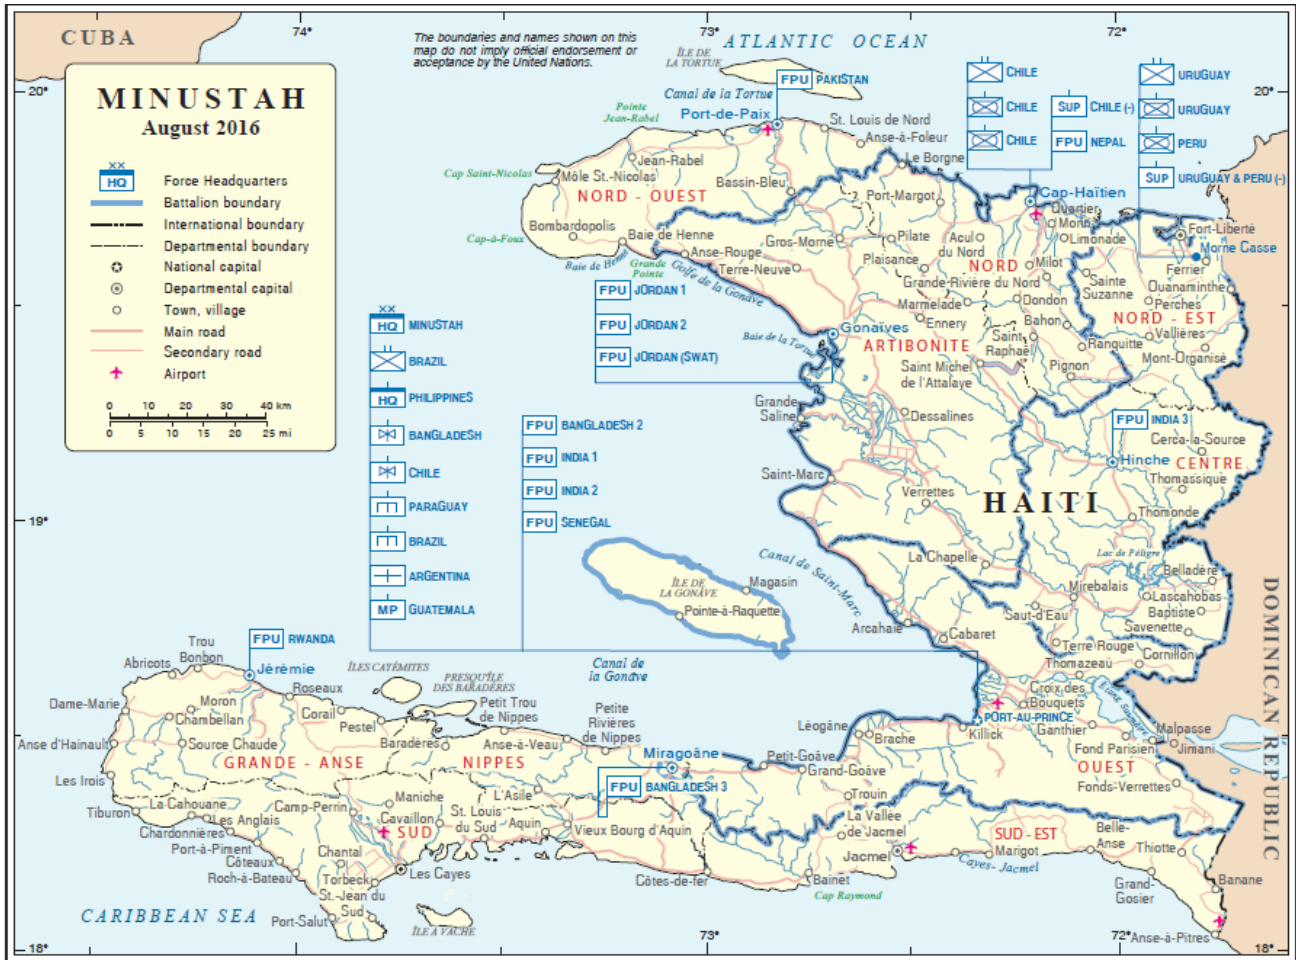 CUBA
74°
73°
72°
The boundaries and names shown on this
map do not imply official endorsement or
acceptance by the United Nations.
ATLANTIC OCEAN
ÎLE DE
LA TORTUE
MINUSTAH
August 2016
XX
HQ
Force Headquarters
Battalion boundary
International boundary
Departmental boundary
National capital
Departmental capital
Town, village
Main road
Secondary road
Airport
0 10 20 30 40 km
0 5 10 15 20 25 mi
20°
20°
FPU PAKISTAN
Canal de la Tortue
Port-de-Paix
Pointe
Jean-Rabel
St. Louis de Nord
Anse-à-Foleur
Le Borgne
CHILE
CHILE
CHILE
SUP CHILE (-)
FPU NEPAL
URUGUAY
URUGUAY
PERU
SUP URUGUAY & PERU (-)
Jean-Rabel
Cap Saint-Nicolas
Môle St.-Nicolas
NORD - OUEST
Bassin-Bleu
Port-Margot
Cap-Haïtien
Quartier
Morin
Limonade
Fort-Liberté
Morne Casse
Bombardopolis
Cap-à-Foux
Baie de Henne
Baie de Henne
Anse-Rouge
Gros-Morne
Pilate
Acul
du Nord
Plaisance
NORD
Milot
Ferrier
Grande
Pointe
Golfe de la Gonâve
Terre-Neuve
Grande-Rivière du Nord
Sainte
Suzanne
Ouanaminthe
Perches
FPU JORDAN 1
FPU JORDAN 2
FPU JORDAN (SWAT)
Marmelade
Dondon
NORD - EST
Ennery
Bahon
Vallières
Gonaïves
Baie de la Tortue
ARTIBONITE
Saint
Raphaël
Ranquitte
Mont-Organisé
Saint Michel
de l'Attalaye
Pignon
XX
HQ MINUSTAH
BRAZIL
HQ PHILIPPINES
BANGLADESH
CHILE
PARAGUAY
BRAZIL
ARGENTINA
MP GUATEMALA
FPU BANGLADESH 2
FPU INDIA 1
FPU INDIA 2
FPU SENEGAL
Grande
Saline
Dessalines
FPU INDIA 3
Cerca-la-Source
Hinche
CENTRE
Saint-Marc
Thomassique
Verrettes
HAITI
Thomonde
19°
19°
Canal de Saint-Marc
La Chapelle
Lac de Péligre
Belladère
ÎLE DE
LA GONÂVE
Magasin
Pointe-à-Raquette
Mirebalais
Lascahobas
Baptiste
Saut-d'Eau
Savenette
Arcahaie
Cabaret
Terre Rouge
Cornillon
Thomazeau
DOMINICAN REPUBLIC
FPU RWANDA
Trou
Bonbon
Abricots
Jérémie
ÎLES CAYÉMITES
PRESQU'ÎLE
DES BARADÈRES
Canal de
la Gonâve
Roseaux
Dame-Marie
Moron
Chambellan
Corail
Pestel
Petit Trou
de Nippes
Petite
Rivières
de Nippes
Léogâne
Croix des
Bouquets
Etang Saumâtre
PORT-AU-PRINCE
Killick
Ganthier
Malpasse
Jimani
Anse d'Hainault
Source Chaude
Baradères
Anse-à-Veau
Miragoâne
Petit-Goâve
Brache
Fond Parisien
GRANDE - ANSE
NIPPES
Grand-Goâve
OUEST
Les Irois
FPU BANGLADESH 3
Fonds-Verrettes
Tiburon
La Cahouane
Les Anglais
Camp-Perrin
Maniche
Cavaillon
L'Asile
Trouin
Chardonnières
SUD
St. Louis
du Sud
Aquin
Vieux Bourg d'Aquin
La Vallée
de Jacmel
SUD - EST
Belle-
Anse
Port-à-Piment
Côteaux
Chantal
Jacmel
Marigot
Thiotte
Cayes-Jacmel
Roch-à-Bateau
Torbeck
Les Cayes
Côtes-de-fer
Bainet
Grand-
Gosier
Banane
St.-Jean du
Sud
Cap Raymond
CARIBBEAN SEA
Port-Salut
ÎLE À VACHE
Anse-à-Pitres
18°
73°
72°
18°